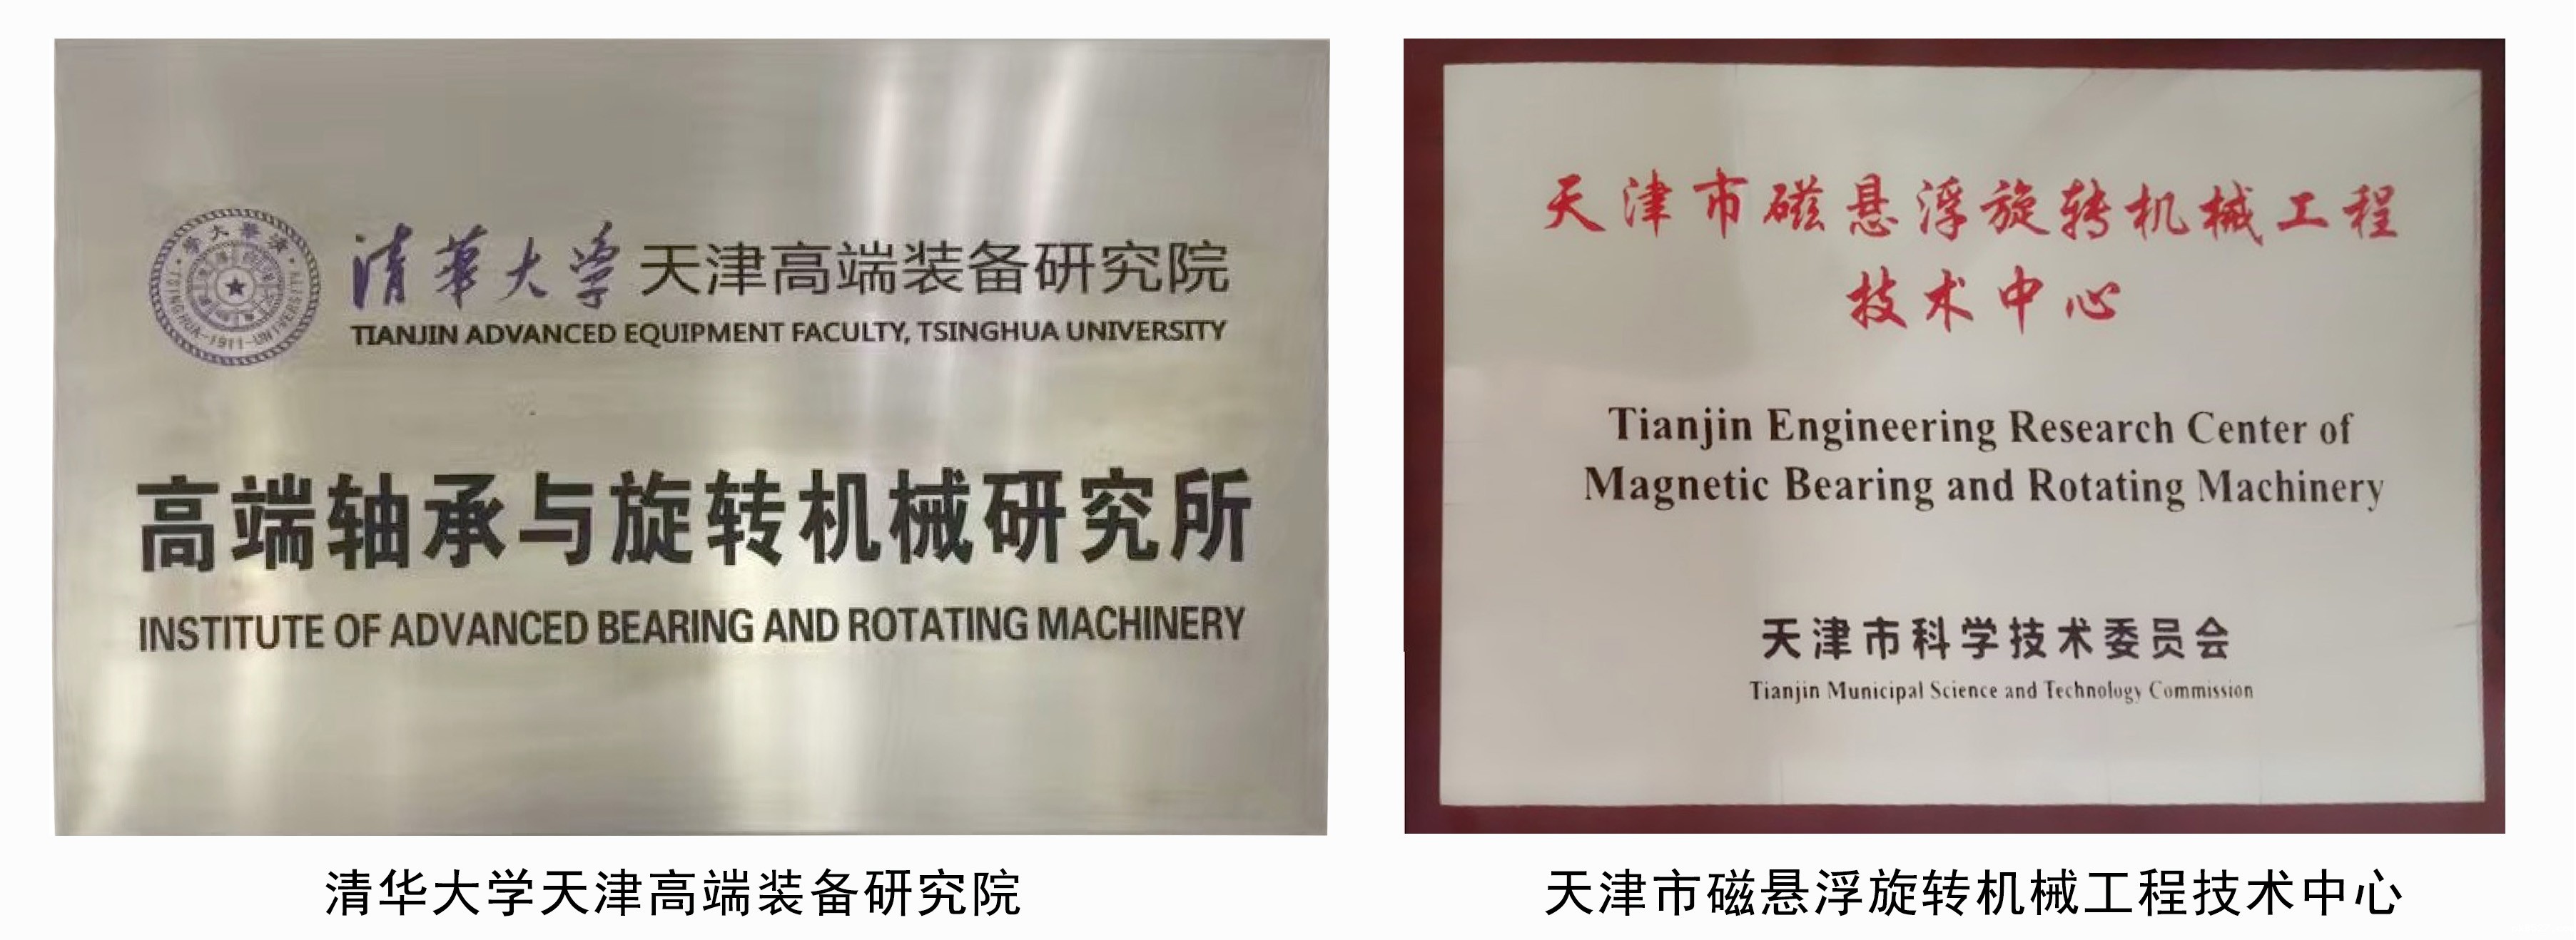 清華大学天津高端装备研究院
TIANJIN ADVANCED EQUIPMENT FACULTY, TSINGHUA UNIVERSITY
高端轴承与旋转机械研究所
INSTITUTE OF ADVANCED BEARING AND ROTATING MACHINERY
清华大学天津高端装备研究院
天津市磁悬浮旋转机械工程
技术中心
Tianjin Engineering Research Center of
Magnetic Bearing and Rotating Machinery
天津市科学技术委员会
Tianjin Municipal Science and Technology Commission
天津市磁悬浮旋转机械工程技术中心